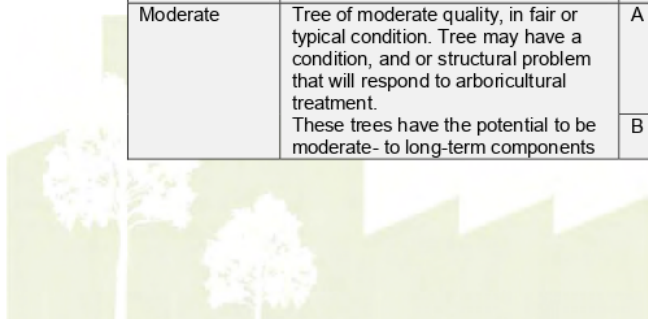 Moderate
Tree of moderate quality, in fair or
typical condition. Tree may have a
condition, and or structural problem
that will respond to arboricultural
treatment.
These trees have the potential to be
moderate- to long-term components
A
B